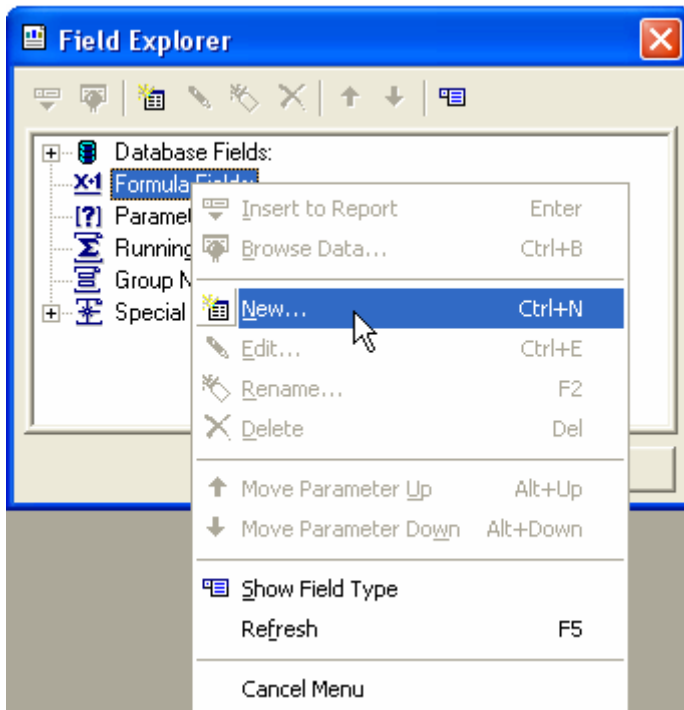 Field Explorer
Database Fields:
Formula Fields:
Paramet
Running
Group N
Special
Insert to Report Enter
Browse Data... Ctrl+B
New... Ctrl+N
Edit... Ctrl+E
Rename... F2
Delete Del
Move Parameter Up Alt+Up
Move Parameter Down Alt+Down
Show Field Type
Refresh F5
Cancel Menu